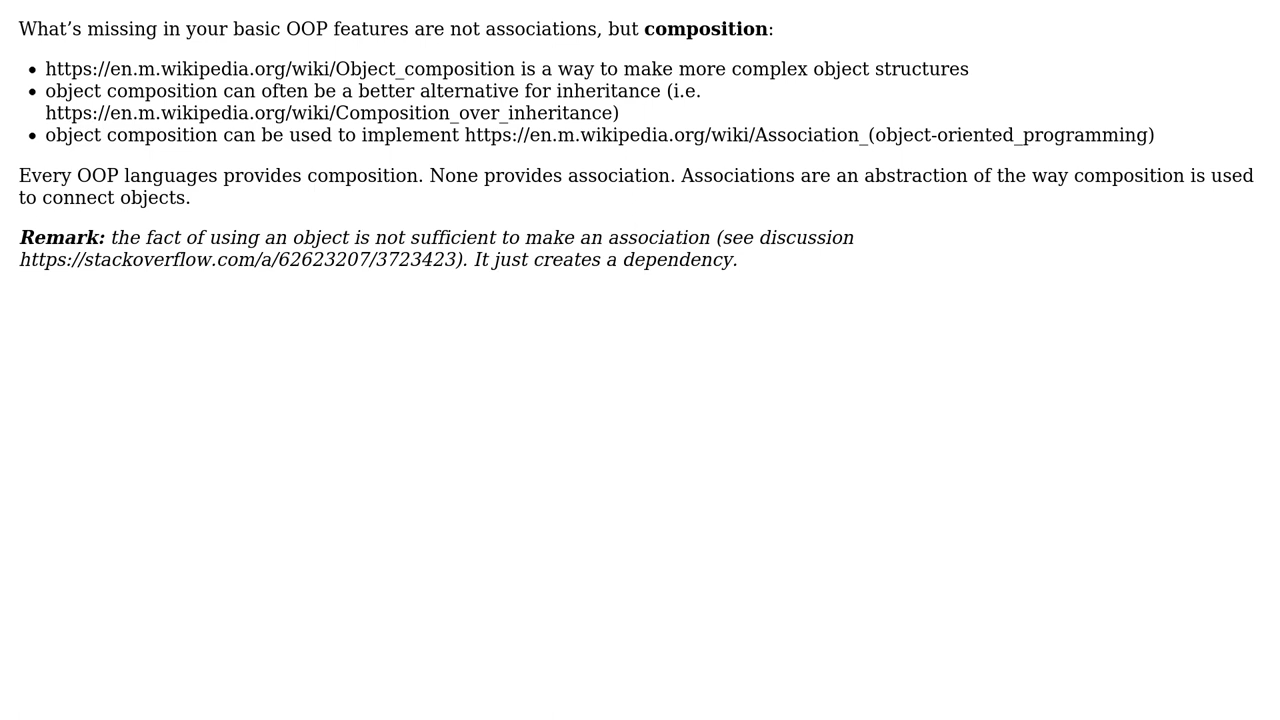 What’s missing in your basic OOP features are not associations, but composition:
• https://en.m.wikipedia.org/wiki/Object_composition is a way to make more complex object structures
• object composition can often be a better alternative for inheritance (i.e.
https://en.m.wikipedia.org/wiki/Composition_over_inheritance)
• object composition can be used to implement https://en.m.wikipedia.org/wiki/Association_(object-oriented_programming)
Every OOP languages provides composition. None provides association. Associations are an abstraction of the way composition is used
to connect objects.
Remark: the fact of using an object is not sufficient to make an association (see discussion
https://stackoverflow.com/a/62623207/3723423). It just creates a dependency.